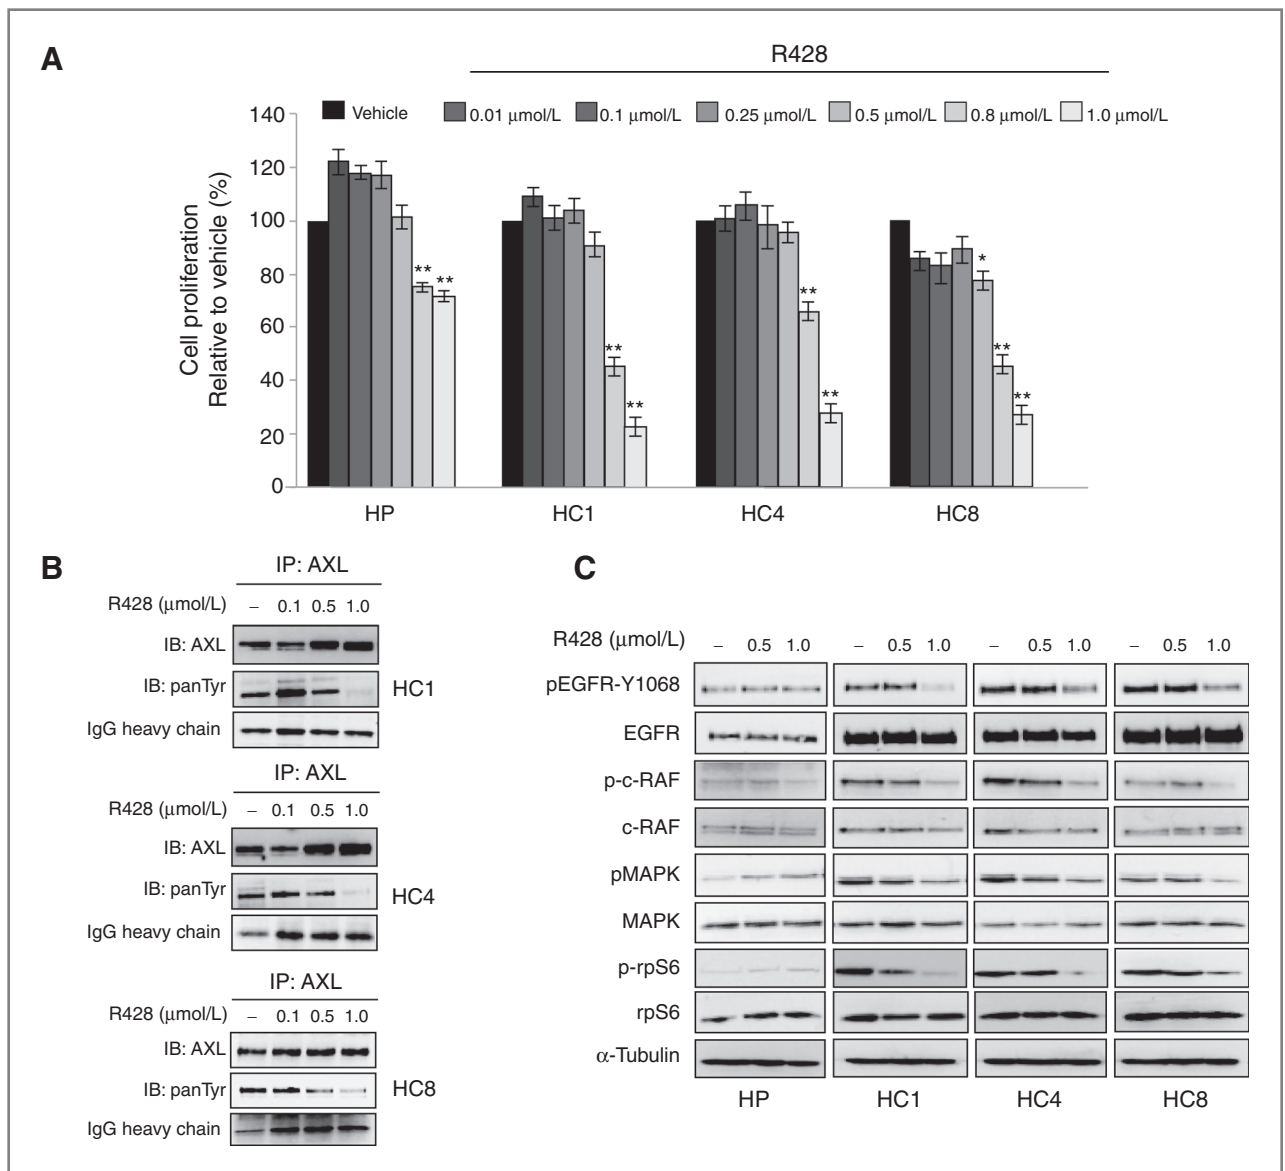 A
R428
Vehicle 0.01 μmol/L 0.1 μmol/L 0.25 μmol/L 0.5 μmol/L 0.8 μmol/L 1.0 μmol/L
Cell proliferation
Relative to vehicle (%)
140
120
100
80
60
40
20
0
** **
** **
** **
* ** **
HP HC1 HC4 HC8
B
IP: AXL
R428 (μmol/L) – 0.1 0.5 1.0
IB: AXL
IB: panTyr
HC1
IgG heavy chain
IP: AXL
R428 (μmol/L) – 0.1 0.5 1.0
IB: AXL
IB: panTyr
HC4
IgG heavy chain
IP: AXL
R428 (μmol/L) – 0.1 0.5 1.0
IB: AXL
IB: panTyr
HC8
IgG heavy chain
C
R428 (μmol/L) – 0.5 1.0 – 0.5 1.0 – 0.5 1.0 – 0.5 1.0
pEGFR-Y1068
EGFR
p-c-RAF
c-RAF
pMAPK
MAPK
p-rpS6
rpS6
α-Tubulin
HP HC1 HC4 HC8